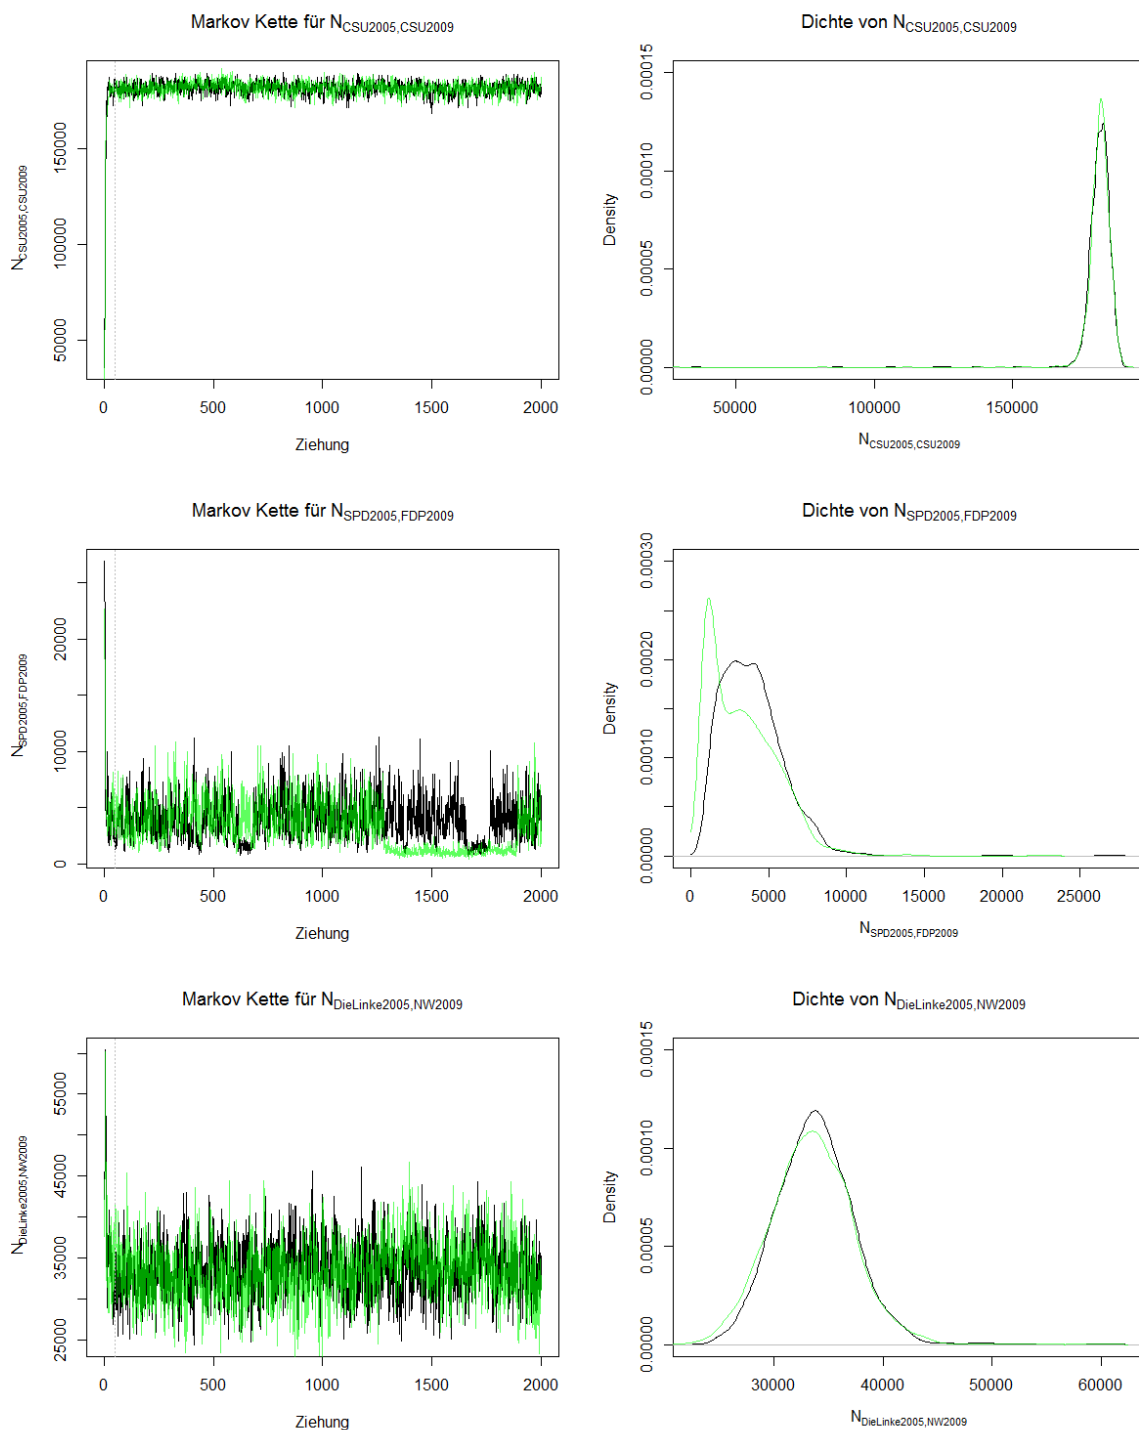 Markov Kette für N_CSU2005,CSU2009
N_CSU2005,CSU2009
50000 100000 150000
0 500 1000 1500 2000
Ziehung
Dichte von N_CSU2005,CSU2009
Density
0.00000 0.00005 0.00010 0.00015
50000 100000 150000
N_CSU2005,CSU2009
Markov Kette für N_SPD2005,FDP2009
N_SPD2005,FDP2009
0 10000 20000
0 500 1000 1500 2000
Ziehung
Dichte von N_SPD2005,FDP2009
Density
0.00000 0.00010 0.00020 0.00030
0 5000 10000 15000 20000 25000
N_SPD2005,FDP2009
Markov Kette für N_DieLinke2005,NW2009
N_DieLinke2005,NW2009
25000 35000 45000 55000
0 500 1000 1500 2000
Ziehung
Dichte von N_DieLinke2005,NW2009
Density
0.00000 0.00005 0.00010 0.00015
30000 40000 50000 60000
N_DieLinke2005,NW2009